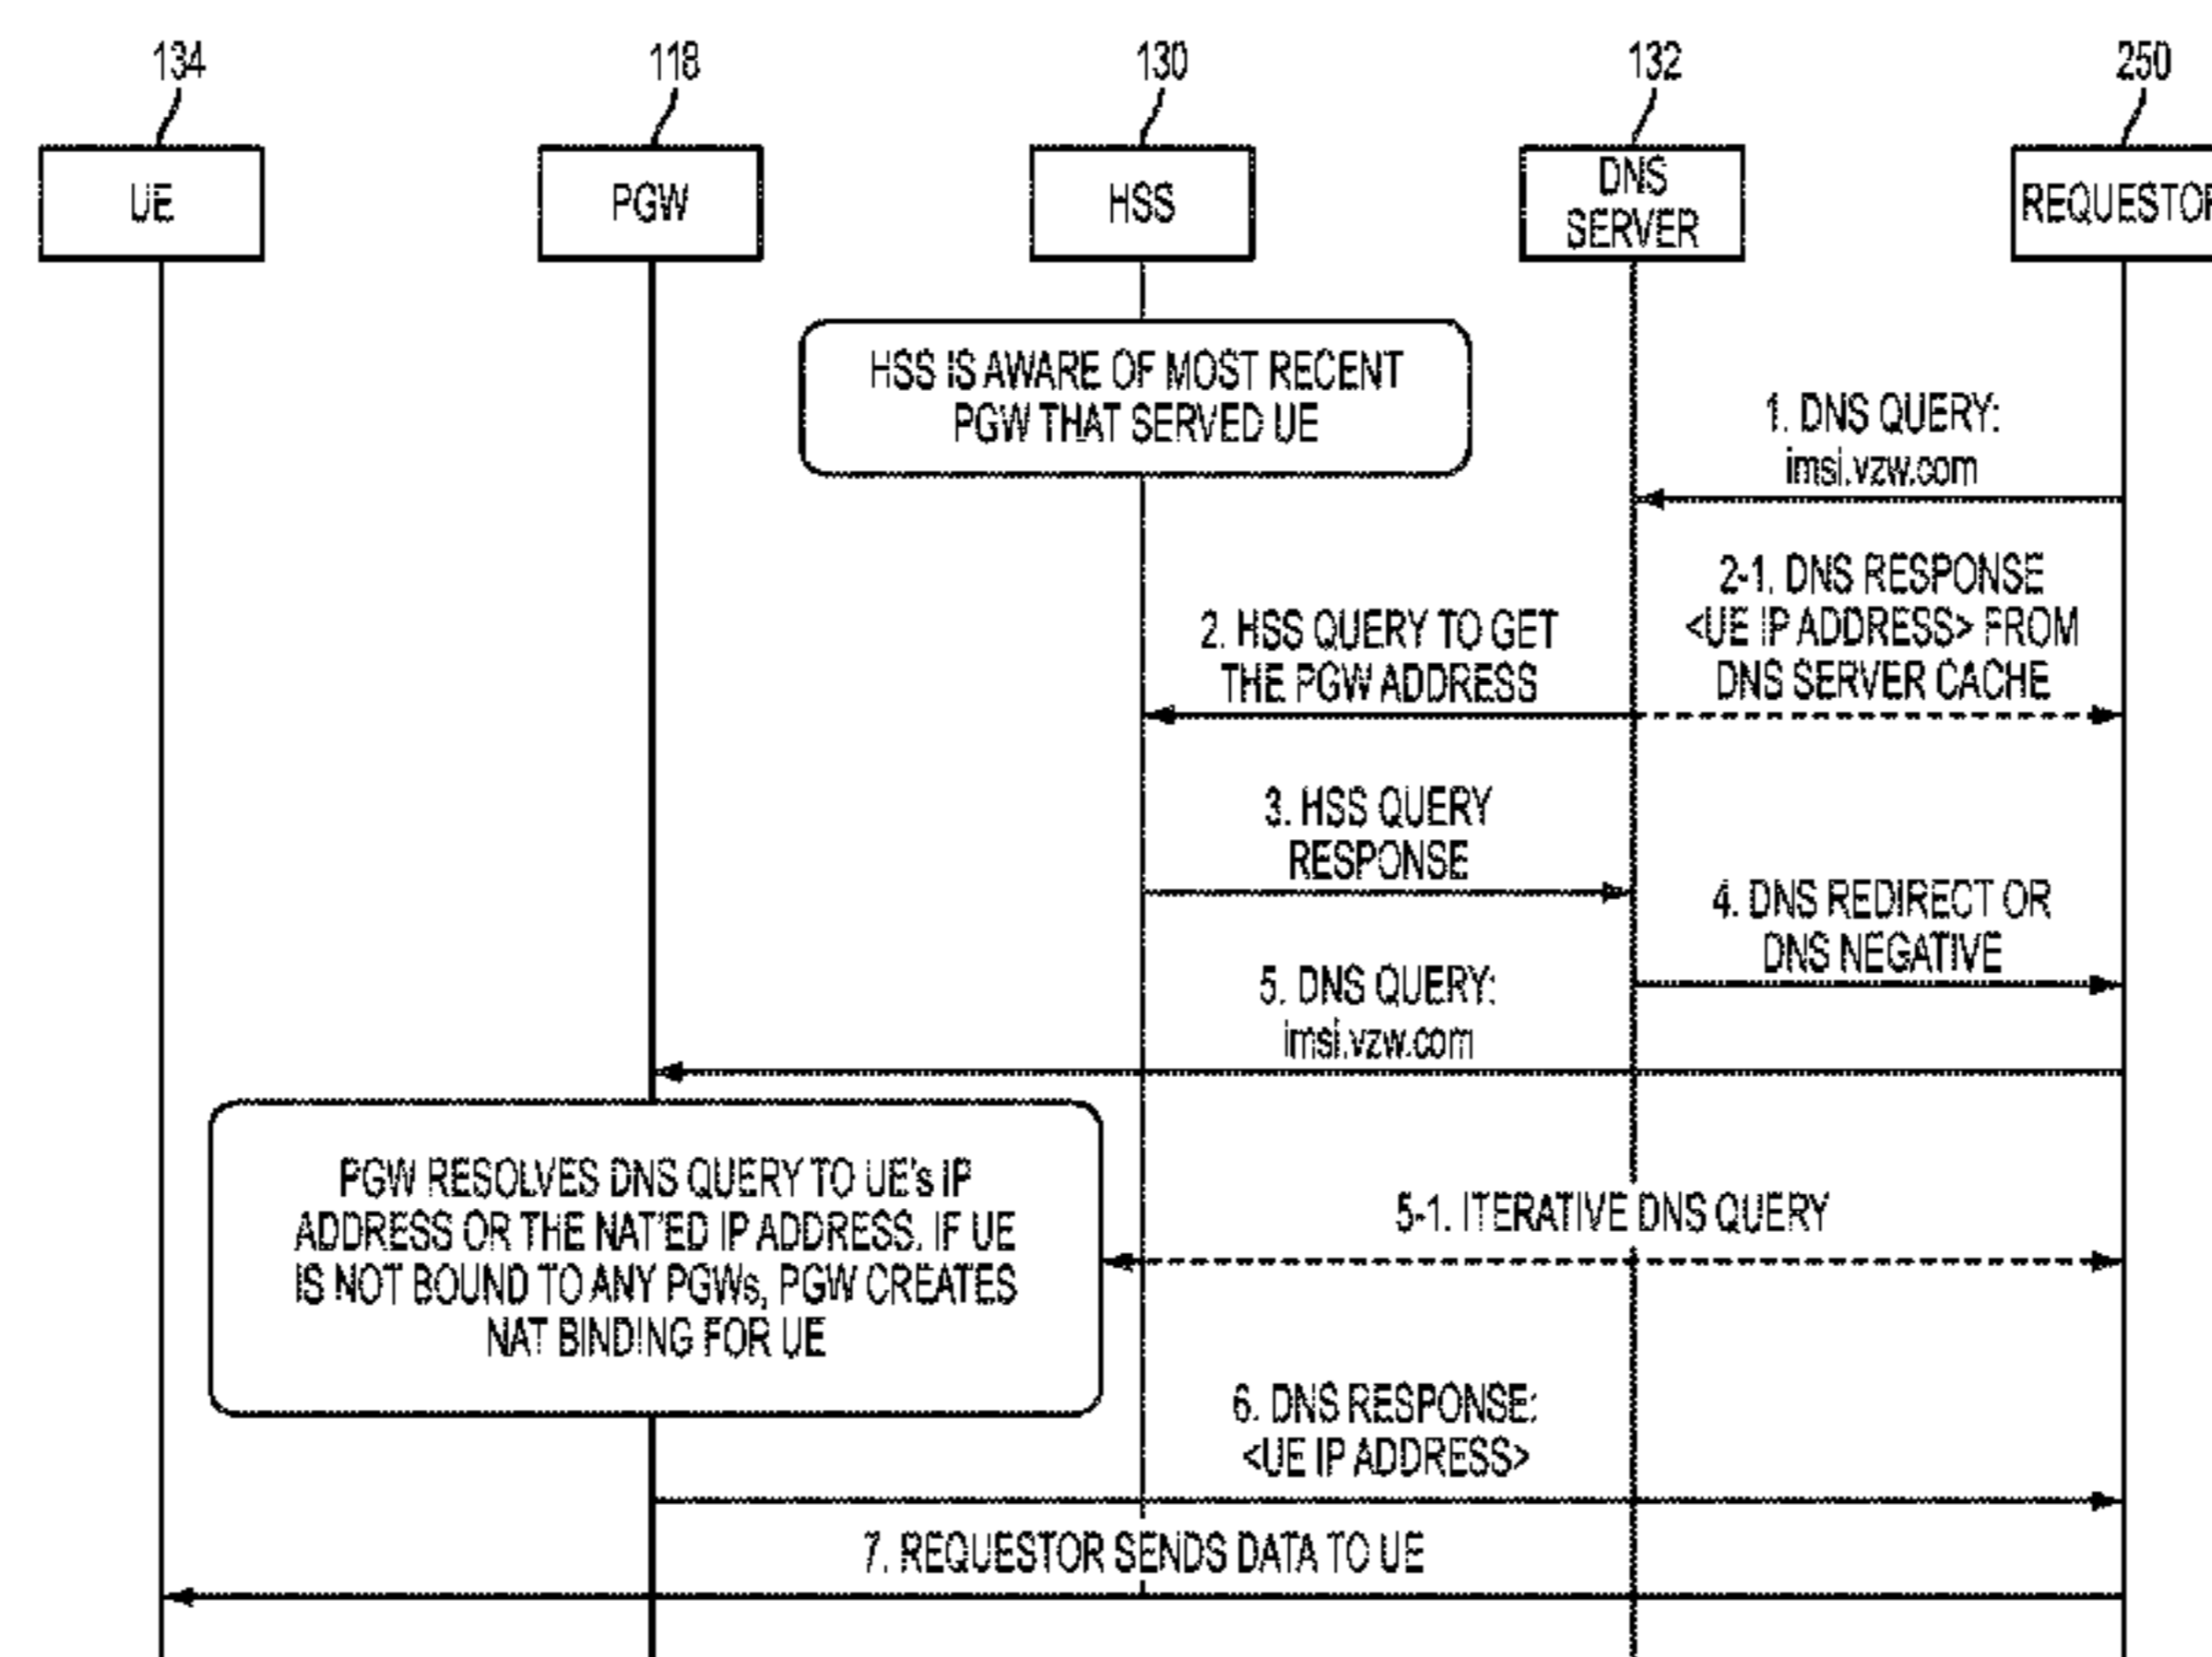 134
118
130
132
250
UE
PGW
HSS
DNS
SERVER
REQUESTOR
HSS IS AWARE OF MOST RECENT
PGW THAT SERVED UE
1. DNS QUERY:
imsi.vzw.com
2-1. DNS RESPONSE
<UE IP ADDRESS> FROM
DNS SERVER CACHE
2. HSS QUERY TO GET
THE PGW ADDRESS
3. HSS QUERY
RESPONSE
4. DNS REDIRECT OR
DNS NEGATIVE
5. DNS QUERY:
imsi.vzw.com
PGW RESOLVES DNS QUERY TO UE's IP
ADDRESS OR THE NAT'ED IP ADDRESS. IF UE
IS NOT BOUND TO ANY PGWs, PGW CREATES
NAT BINDING FOR UE
5-1. ITERATIVE DNS QUERY
6. DNS RESPONSE:
<UE IP ADDRESS>
7. REQUESTOR SENDS DATA TO UE